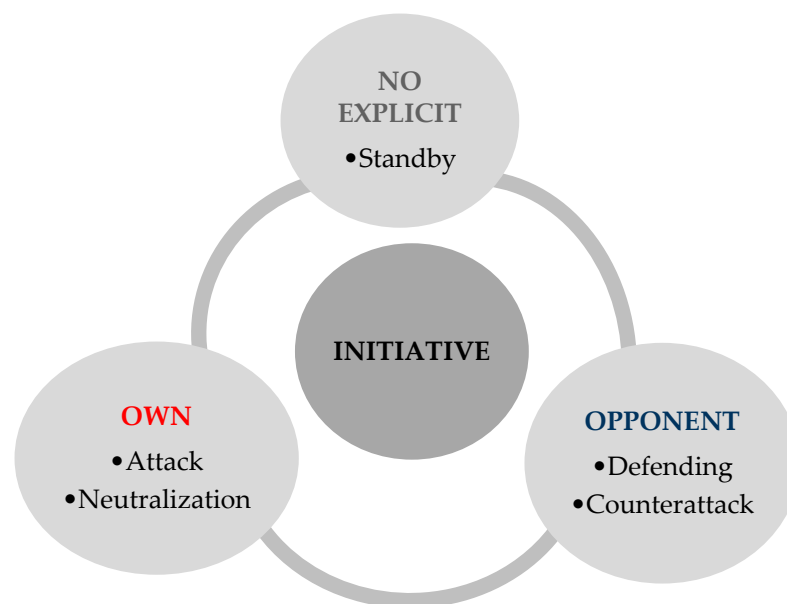 NO
EXPLICIT
•Standby
INITIATIVE
OWN
•Attack
•Neutralization
OPPONENT
•Defending
•Counterattack